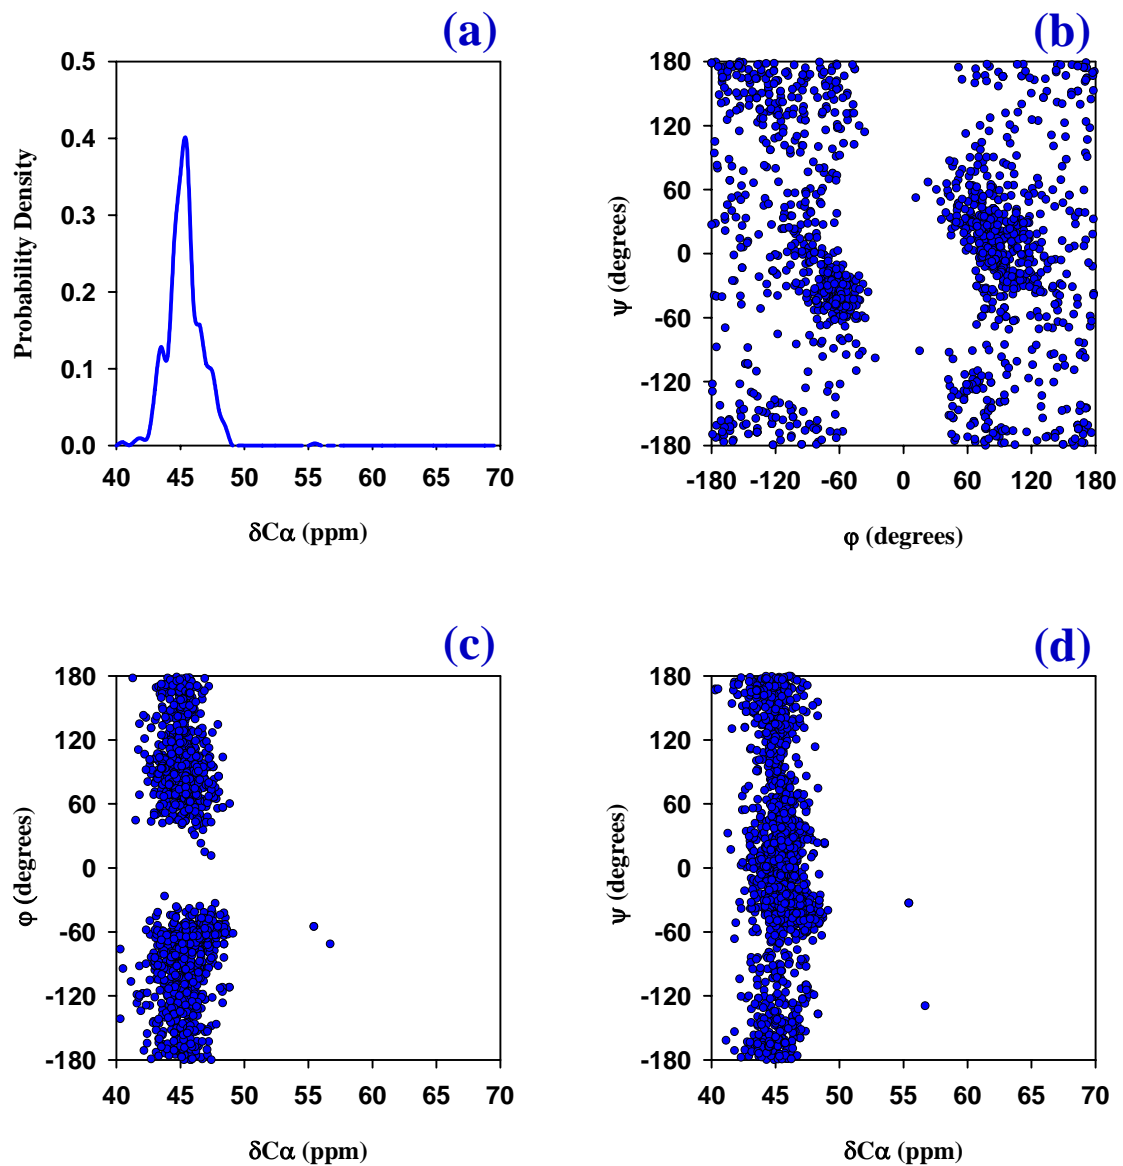 (a)
0.5
0.4
0.3
0.2
0.1
0.0
Probability Density
40 45 50 55 60 65 70
δCα (ppm)
(b)
180
120
60
0
-60
-120
-180
ψ (degrees)
-180 -120 -60 0 60 120 180
φ (degrees)
(c)
180
120
60
0
-60
-120
-180
φ (degrees)
40 45 50 55 60 65 70
δCα (ppm)
(d)
180
120
60
0
-60
-120
-180
ψ (degrees)
40 45 50 55 60 65 70
δCα (ppm)